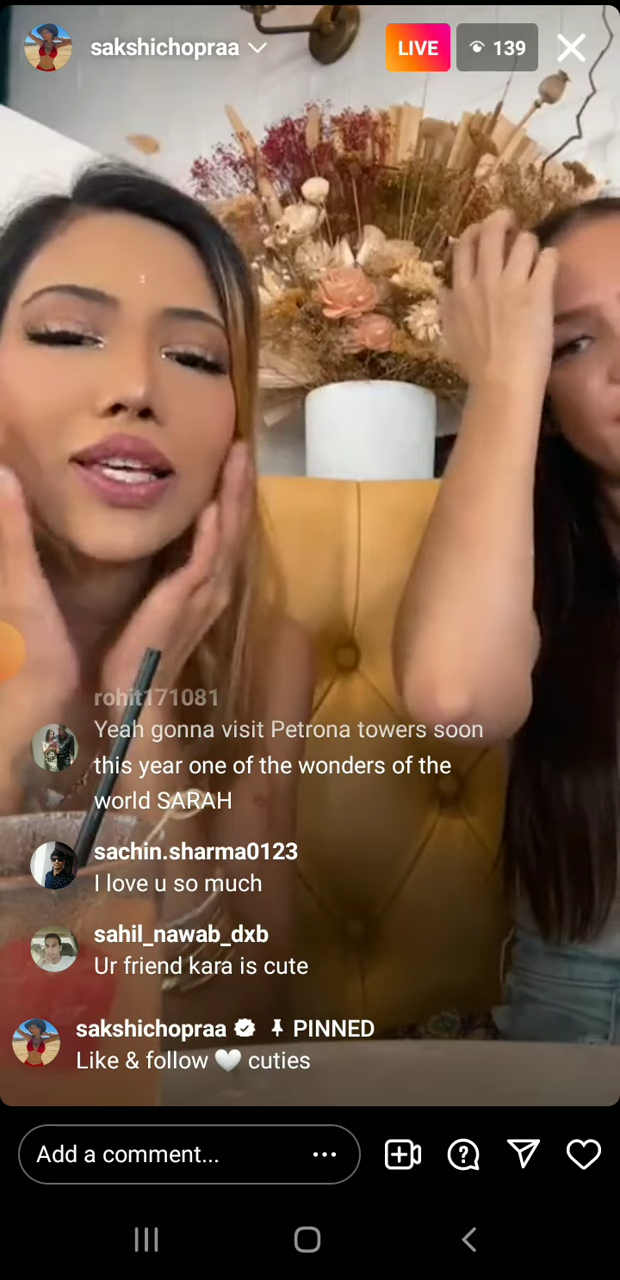 sakshichopraa
LIVE
139
rohit171081
Yeah gonna visit Petrona towers soon
this year one of the wonders of the
world SARAH
sachin.sharma0123
I love u so much
sahil_nawab_dxb
Ur friend kara is cute
sakshichopraa PINNED
Like & follow 🤍 cuties
Add a comment...